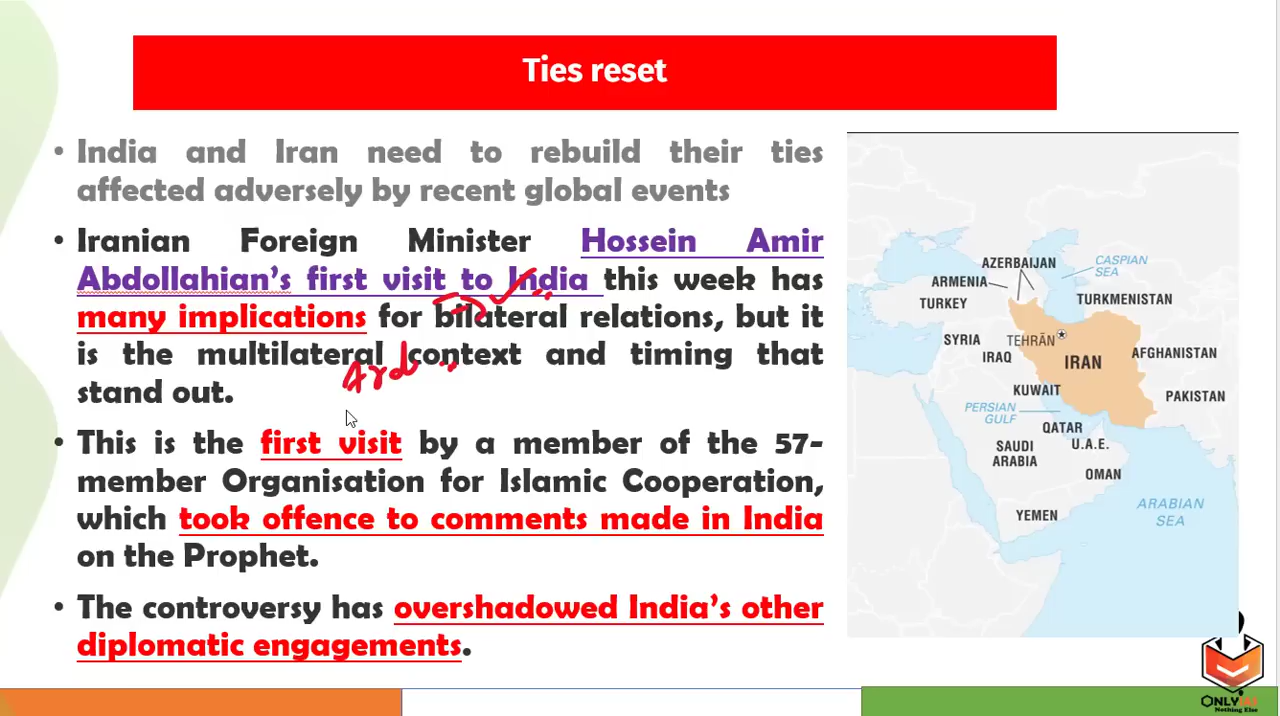 Ties reset
• India and Iran need to rebuild their ties
affected adversely by recent global events
• Iranian Foreign Minister Hossein Amir
Abdollahian's first visit to India this week has
many implications for bilateral relations, but it
is the multilateral context and timing that
stand out.
• This is the first visit by a member of the 57-
member Organisation for Islamic Cooperation,
which took offence to comments made in India
on the Prophet.
• The controversy has overshadowed India's other
diplomatic engagements.
AZERBAIJAN
CASPIAN
SEA
ARMENIA
TURKEY
TURKMENISTAN
SYRIA
TEHRĀN
IRAQ
IRAN
AFGHANISTAN
KUWAIT
PAKISTAN
PERSIAN
GULF
QATAR
U.A.E.
SAUDI
ARABIA
OMAN
ARABIAN
SEA
YEMEN
ONLY
Nothing Else